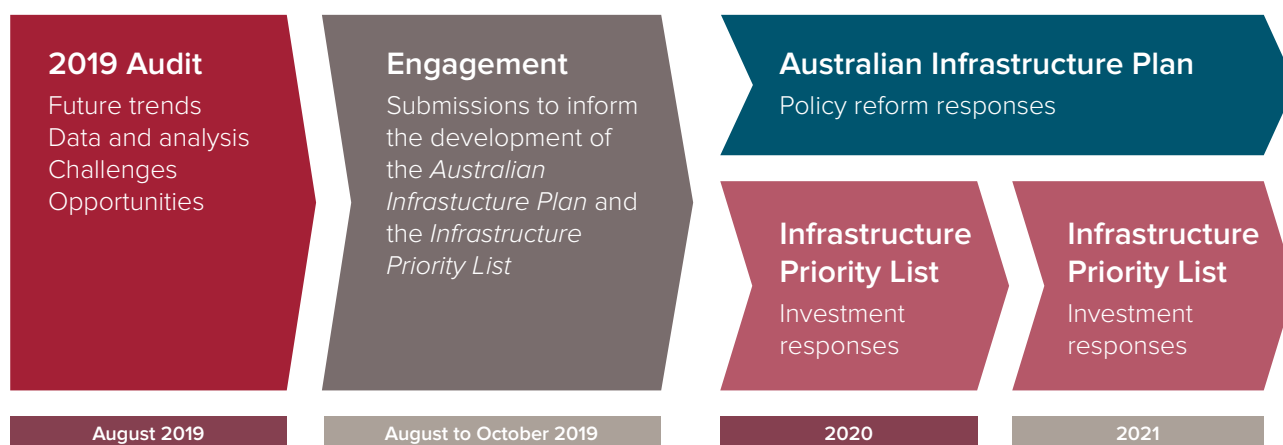 2019 Audit
Future trends
Data and analysis
Challenges
Opportunities
Engagement
Submissions to inform
the development of
the Australian
Infrastucture Plan and
the Infrastructure
Priority List
Australian Infrastructure Plan
Policy reform responses
Infrastructure
Priority List
Investment
responses
Infrastructure
Priority List
Investment
responses
August 2019
August to October 2019
2020
2021